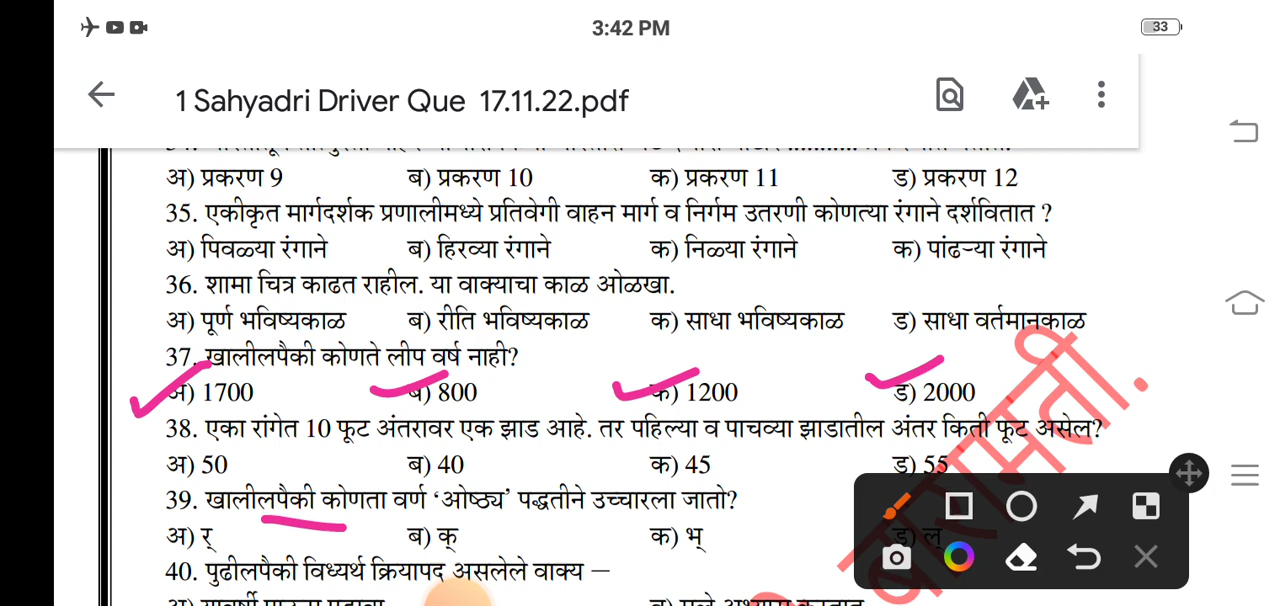 3:42 PM
33
1 Sahyadri Driver Que 17.11.22.pdf
अ) प्रकरण 9 ब) प्रकरण 10 क) प्रकरण 11 ड) प्रकरण 12
35. एकीकृत मार्गदर्शक प्रणालीमध्ये प्रतिवेगी वाहन मार्ग व निर्गम उतरणी कोणत्या रंगाने दर्शवितात ?
अ) पिवळ्या रंगाने ब) हिरव्या रंगाने क) निळ्या रंगाने क) पांढऱ्या रंगाने
36. शामा चित्र काढत राहील. या वाक्याचा काळ ओळखा.
अ) पूर्ण भविष्यकाळ ब) रीति भविष्यकाळ क) साधा भविष्यकाळ ड) साधा वर्तमानकाळ
37. खालीलपैकी कोणते लीप वर्ष नाही?
अ) 1700 ब) 800 क) 1200 ड) 2000
38. एका रांगेत 10 फूट अंतरावर एक झाड आहे. तर पहिल्या व पाचव्या झाडातील अंतर किती फूट असेल?
अ) 50 ब) 40 क) 45 ड) 55
39. खालीलपैकी कोणता वर्ण ‘ओष्ठ्य’ पद्धतीने उच्चारला जातो?
अ) र् ब) क् क) भ् ड) ल्
40. पुढीलपैकी विध्यर्थ क्रियापद असलेले वाक्य –